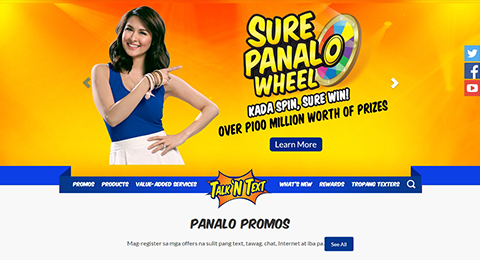 SURE
PANALO
WHEEL
KADA SPIN, SURE WIN!
OVER P100 MILLION WORTH OF PRIZES
Learn More
PROMOS PRODUCTS VALUE-ADDED SERVICES TALK 'N TEXT WHAT'S NEW REWARDS TROPANG TEXTERS
PANALO PROMOS
Mag-register sa mga offers na sulit pang text, tawag, chat, Internet at iba pa See All